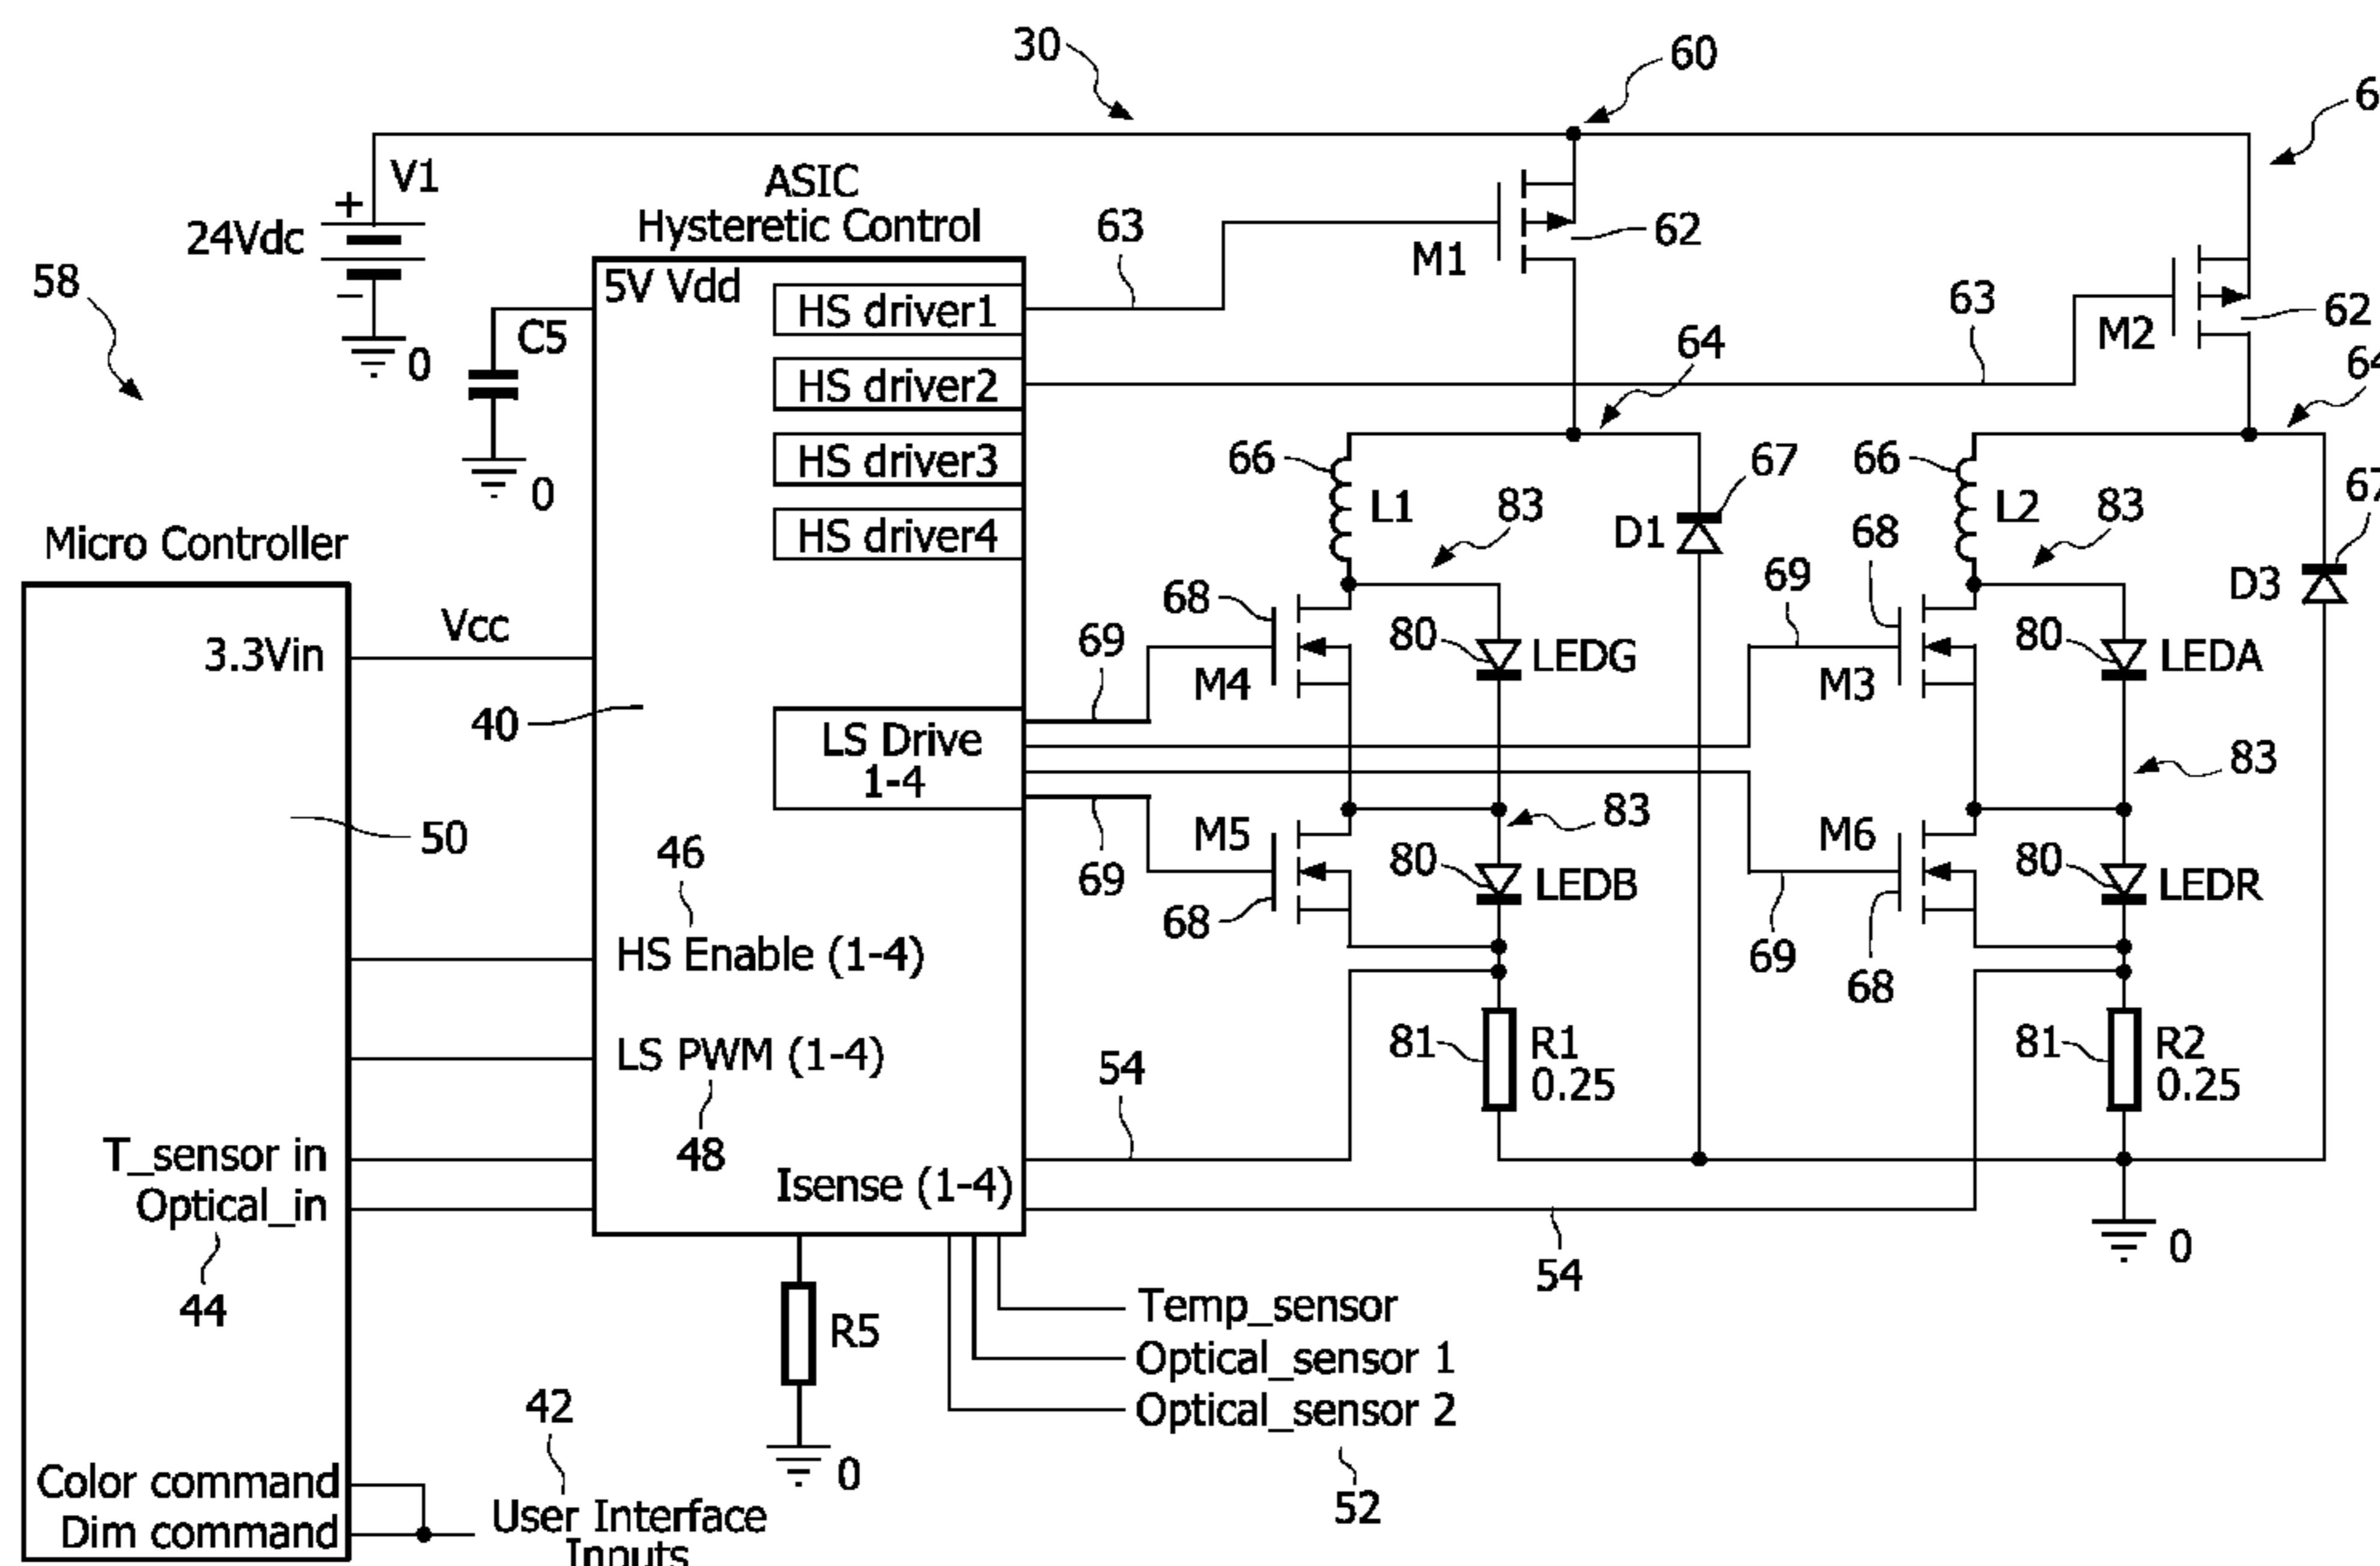 30
60
6
V1
+
24Vdc
−
0
58
ASIC
Hysteretic Control
5V Vdd
C5
0
HS driver1
HS driver2
HS driver3
HS driver4
63
M1
62
63
M2
62
64
64
66
L1
83
D1
67
66
L2
83
67
D3
Micro Controller
3.3Vin
Vcc
40
50
68
69
M4
80
LEDG
68
69
M3
80
LEDA
LS Drive
1-4
83
83
69
M5
68
80
LEDB
M6
69
68
80
LEDR
46
HS Enable (1-4)
LS PWM (1-4)
48
54
81
R1
0.25
81
R2
0.25
T_sensor in
Optical_in
44
Isense (1-4)
54
0
R5
0
Temp_sensor
Optical_sensor 1
Optical_sensor 2
52
42
Color command
Dim command
User Interface
Inputs